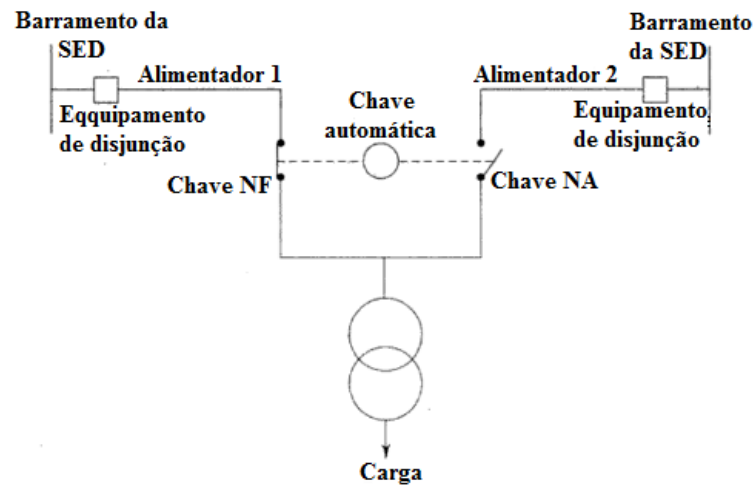 Barramento da
SED
Alimentador 1
Eqquipamento
de disjunção
Chave
automática
Chave NF
Alimentador 2
Barramento
da SED
Equipamento
de disjunção
Chave NA
Carga